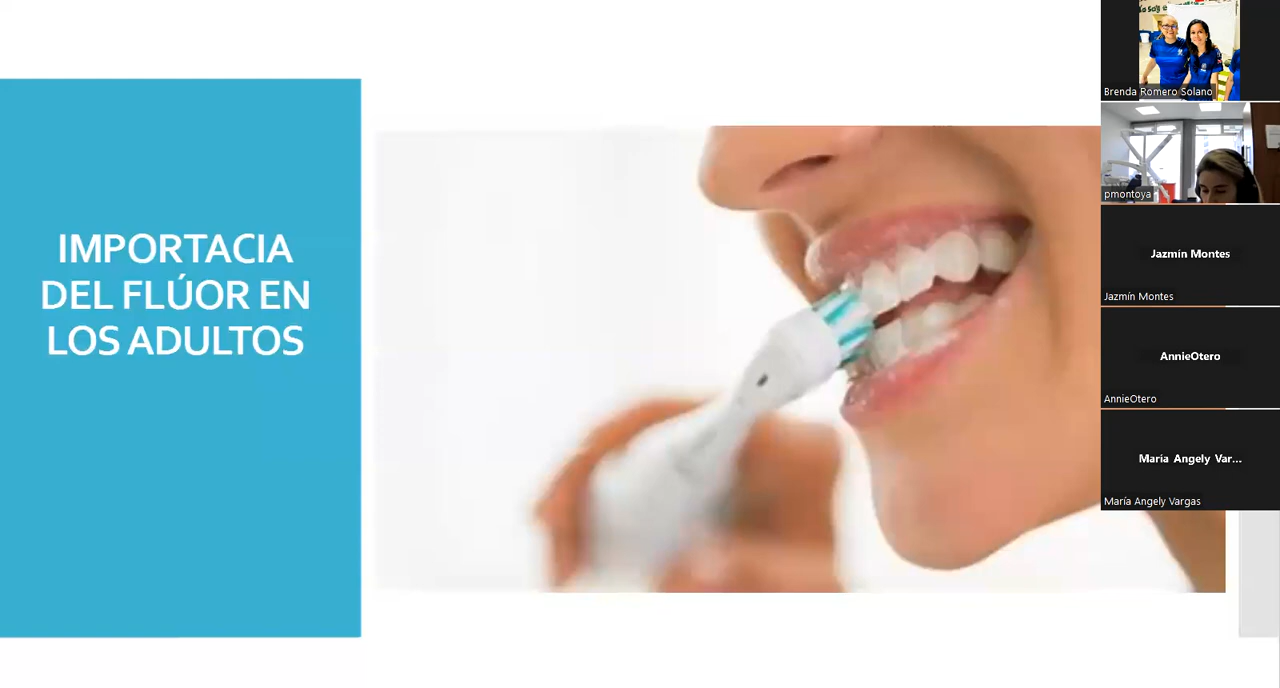 IMPORTACIA
DEL FLÚOR EN
LOS ADULTOS
Brenda Romero Solano
pmontoya
Jazmín Montes
Jazmín Montes
AnnieOtero
AnnieOtero
María Angely Var...
María Angely Vargas